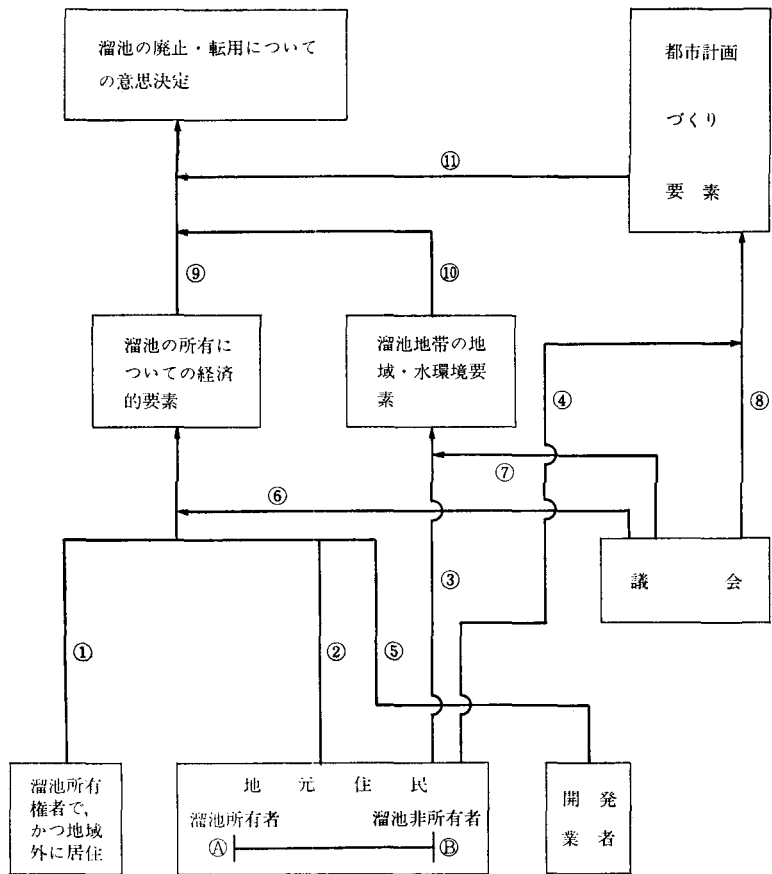 溜池の廃止・転用について
の意思決定
都市計画
づくり
要素
⑪
⑨
⑩
溜池の所有に
ついての経済
的要素
溜池地帯の地
域・水環境要
素
④
⑧
⑦
⑥
議会
③
①
②
⑤
溜池所有
権者で,
かつ地域
外に居住
地元住民
溜池所有者
溜池非所有者
Ⓐ
Ⓑ
開発
業者